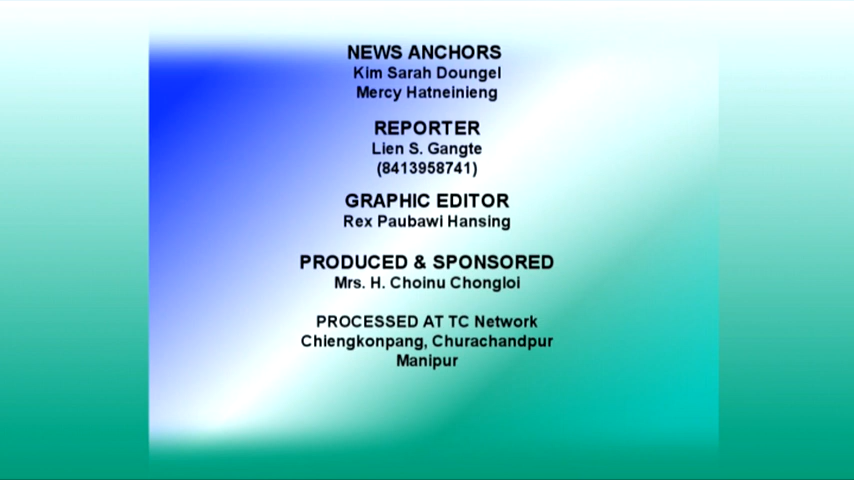 NEWS ANCHORS
Kim Sarah Doungel
Mercy Hatneinieng
REPORTER
Lien S. Gangte
(8413958741)
GRAPHIC EDITOR
Rex Paubawi Hansing
PRODUCED & SPONSORED
Mrs. H. Choinu Chongloi
PROCESSED AT TC Network
Chiengkonpang, Churachandpur
Manipur